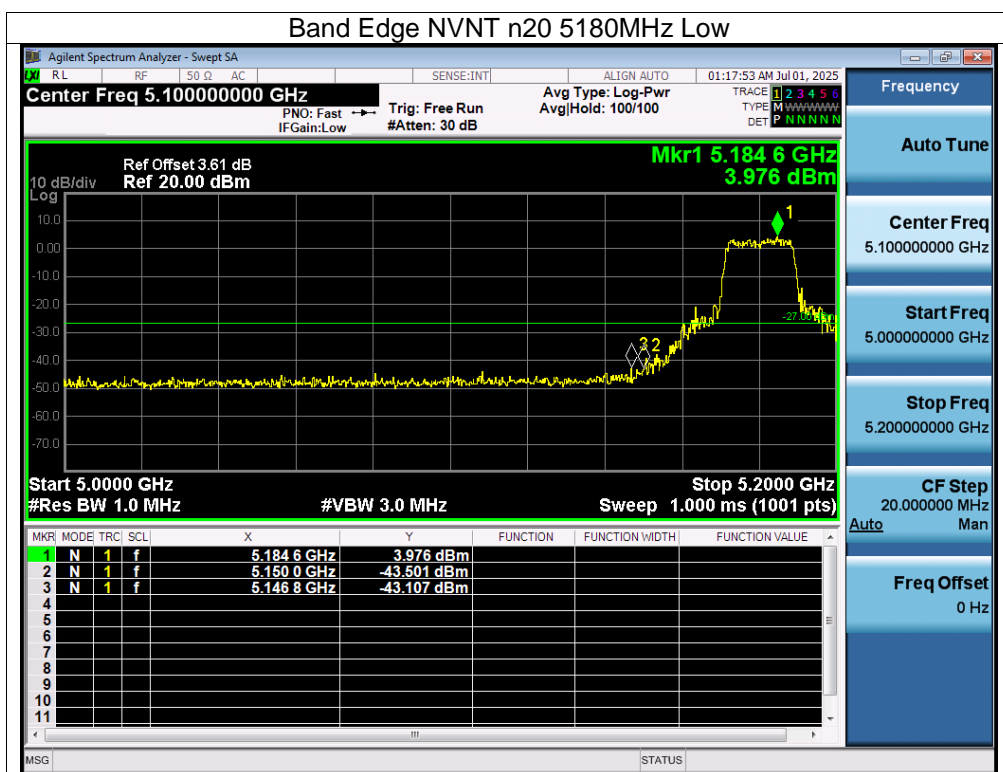 Band Edge NVNT n20 5180MHz Low
Agilent Spectrum Analyzer - Swept SA
LXI RL RF 50 Ω AC SENSE:INT ALIGN AUTO 01:17:53 AM Jul 01, 2025
Center Freq 5.100000000 GHz
PNO: Fast
IFGain:Low
Trig: Free Run
#Atten: 30 dB
Avg Type: Log-Pwr
Avg|Hold: 100/100
TRACE 1 2 3 4 5 6
TYPE M WWWWW
DET P N N N N N
Ref Offset 3.61 dB
10 dB/div Ref 20.00 dBm
Log
Mkr1 5.184 6 GHz
3.976 dBm
10.0
0.00
-10.0
-20.0
-30.0
-40.0
-50.0
-60.0
-70.0
1
3 2
Start 5.0000 GHz Stop 5.2000 GHz
#Res BW 1.0 MHz #VBW 3.0 MHz Sweep 1.000 ms (1001 pts)
MKR MODE TRC SCL X Y FUNCTION FUNCTION WIDTH FUNCTION VALUE
1 N 1 f 5.184 6 GHz 3.976 dBm
2 N 1 f 5.150 0 GHz -43.501 dBm
3 N 1 f 5.146 8 GHz -43.107 dBm
4
5
6
7
8
9
10
11
MSG STATUS
Frequency
Auto Tune
Center Freq
5.100000000 GHz
Start Freq
5.000000000 GHz
Stop Freq
5.200000000 GHz
CF Step
20.000000 MHz
Auto Man
Freq Offset
0 Hz